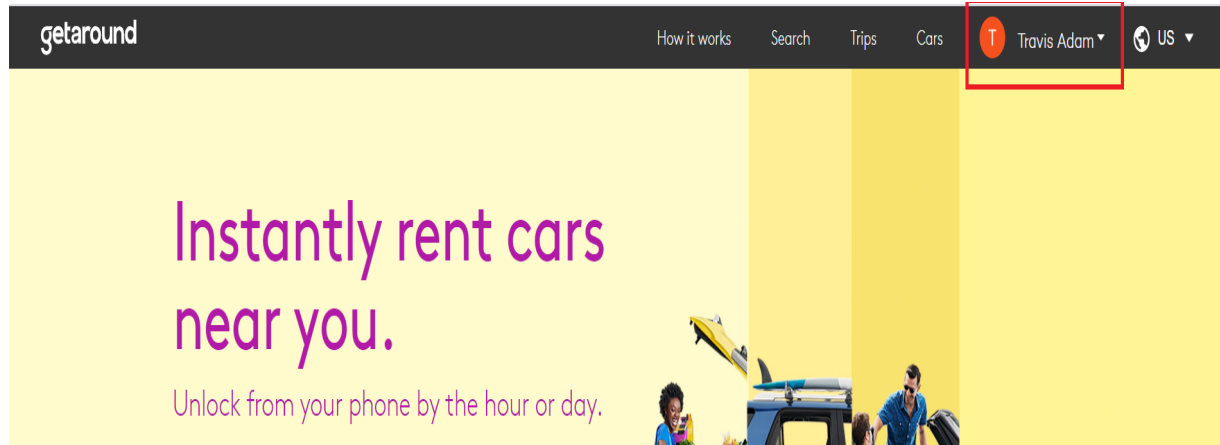 getaround
How it works Search Trips Cars T Travis Adam US
Instantly rent cars
near you.
Unlock from your phone by the hour or day.